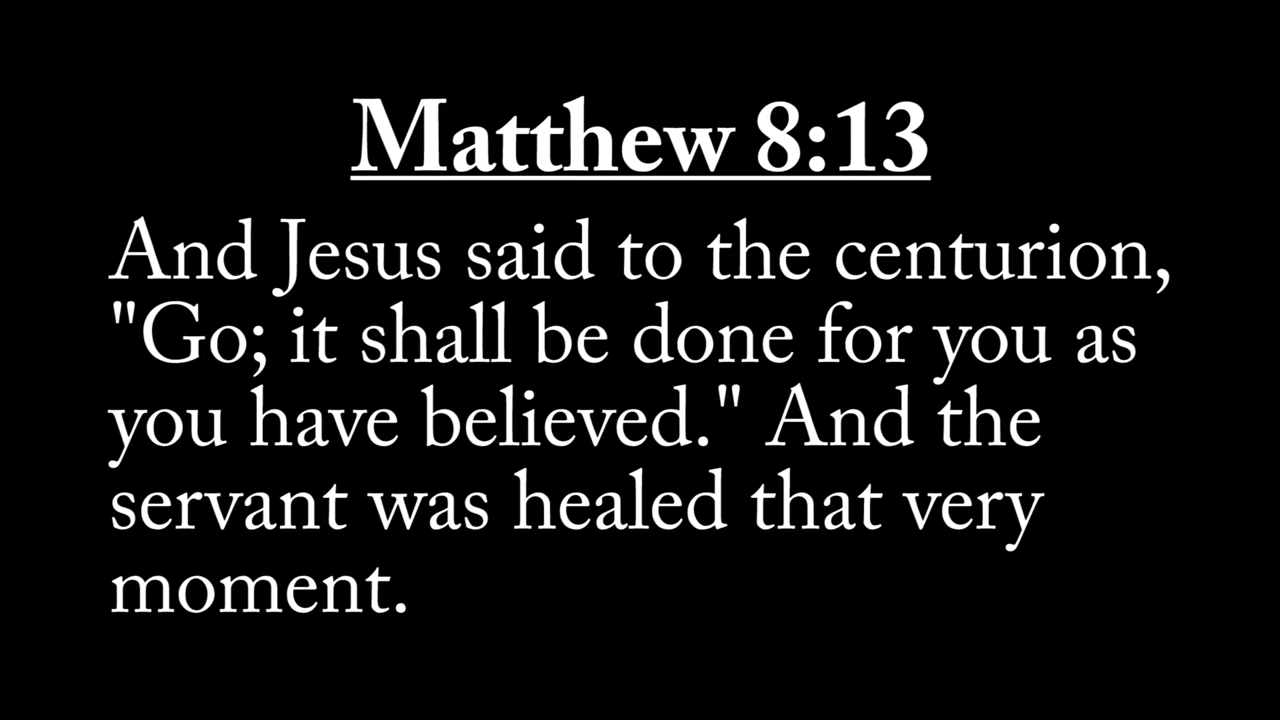 Matthew 8:13
And Jesus said to the centurion,
"Go; it shall be done for you as
you have believed." And the
servant was healed that very
moment.